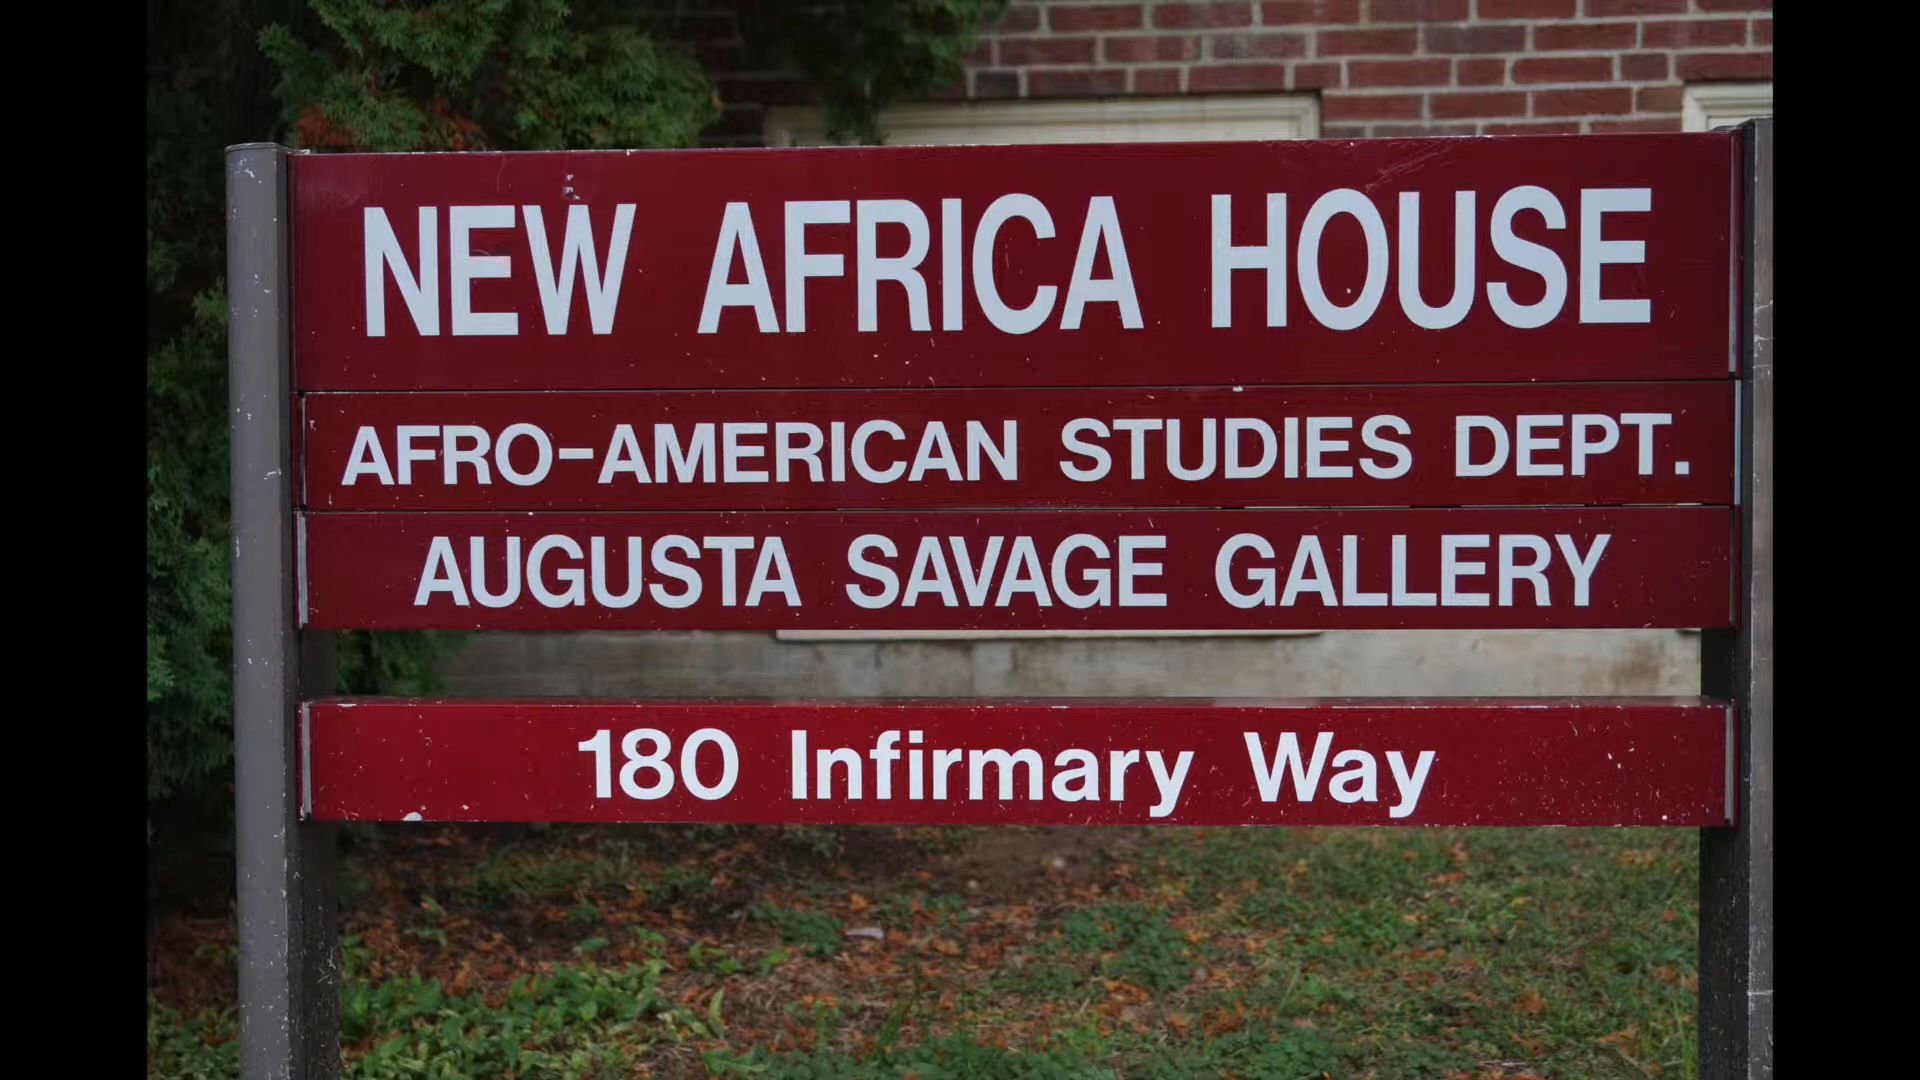 NEW AFRICA HOUSE
AFRO-AMERICAN STUDIES DEPT.
AUGUSTA SAVAGE GALLERY
180 Infirmary Way